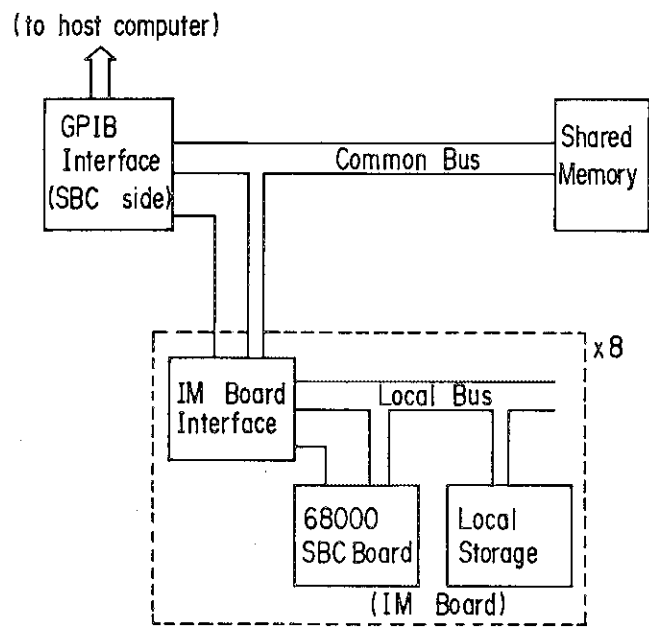 (to host computer)
GPIB
Interface
(SBC side)
Common Bus
Shared
Memory
x8
IM Board
Interface
Local Bus
68000
SBC Board
Local
Storage
(IM Board)